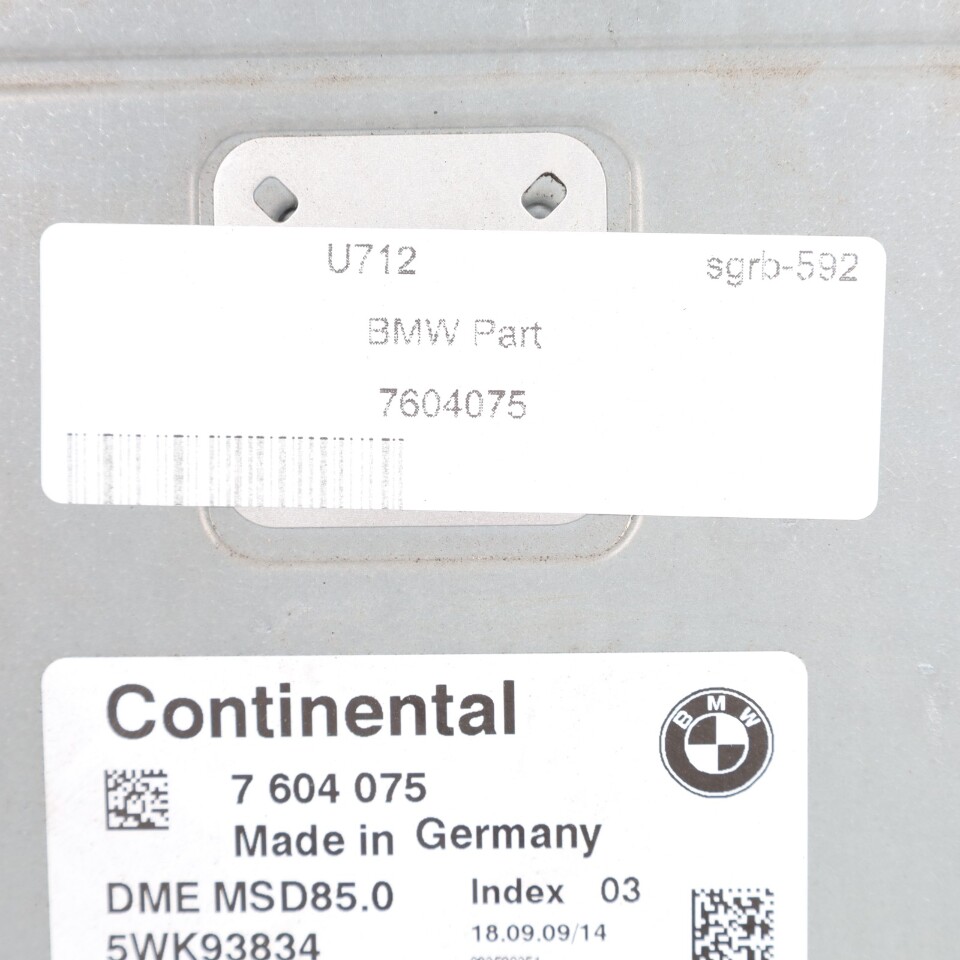 U712 sgrb-592
BMW Part
7604075
Continental
BMW
7 604 075
Made in Germany
DME MSD85.0 Index 03
5WK93834 18.09.09/14